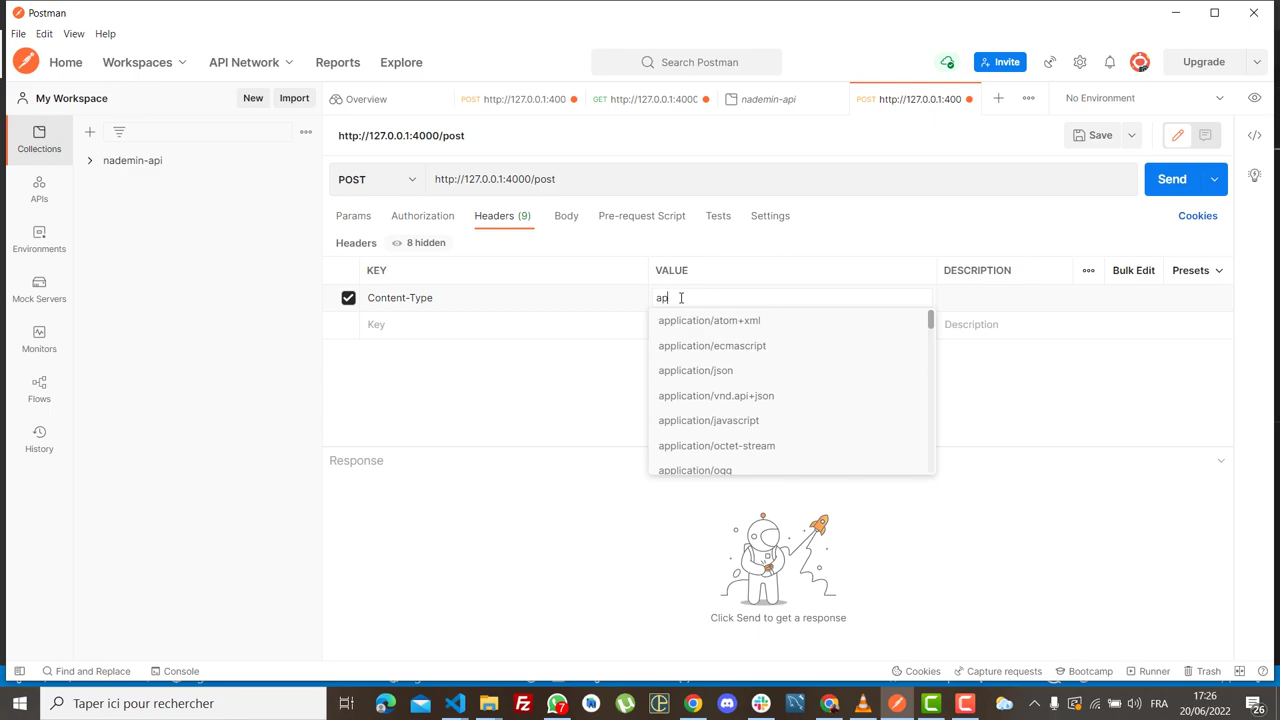 Postman
File Edit View Help
Home Workspaces API Network Reports Explore Search Postman Invite Upgrade
My Workspace New Import Overview POST http://127.0.0.1:400 GET http://127.0.0.1:400 nademin-api POST http://127.0.0.1:400 No Environment
Collections
nademin-api
http://127.0.0.1:4000/post Save
POST http://127.0.0.1:4000/post Send
APIs
Params Authorization Headers (9) Body Pre-request Script Tests Settings Cookies
Environments
Headers 8 hidden
KEY VALUE DESCRIPTION Bulk Edit Presets
Mock Servers
Content-Type ap
Key Description
application/atom+xml
application/ecmascript
Monitors
application/json
application/vnd.api+json
Flows
application/javascript
application/octet-stream
History
application/ogg
Response
Click Send to get a response
Find and Replace Console Cookies Capture requests Bootcamp Runner Trash
Taper ici pour rechercher 7 FRA 17:26
20/06/2022 26